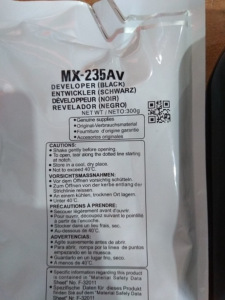 MX-235AV
DEVELOPER (BLACK)
ENTWICKLER (SCHWARZ)
DÉVELOPPEUR (NOIR)
REVELADOR (NEGRO)
NET WT / NETO: 300g
•Genuine supplies
•Original-Verbrauchsmaterial
•Fourniture d'origine garantie
•Accesorios originales
CAUTIONS:
• Shake gently before opening.
• To open, tear along the dotted line starting
at notch.
• Store in a cold, dry place.
• Not to exceed 40°C.
VORSICHTSMASSNAHMEN:
• Vor dem Öffnen vorsichtig schütteln.
• Zum Öffnen von der kerbe entlang der
Strichlinie reissen.
• An einem kühlen, trockenen Ort lagern.
• Unter 40°C.
PRÉCAUTIONS À PRENDRE:
• Secouer légèrement avant d'ouvrir.
• Pour ouvrir, découpez suivant le pointillé
à partir de l'encoche.
• Stocker dans un lieu frais, sec.
• Au-dessous de 40°C.
ADVERTENCIAS:
• Agite suavemente antes de abrir.
• Para abrir, rompa por la línea de puntos
empezando en la muesca.
• Guardarlo en un lugar frío, seco.
• A menos de 40°C.
Specific information regarding this product
is contained in "Material Safety Data
Sheet" No. F-32011
Spezifische Daten für dieses Produkt
finden Sie auf "Material Safety Data